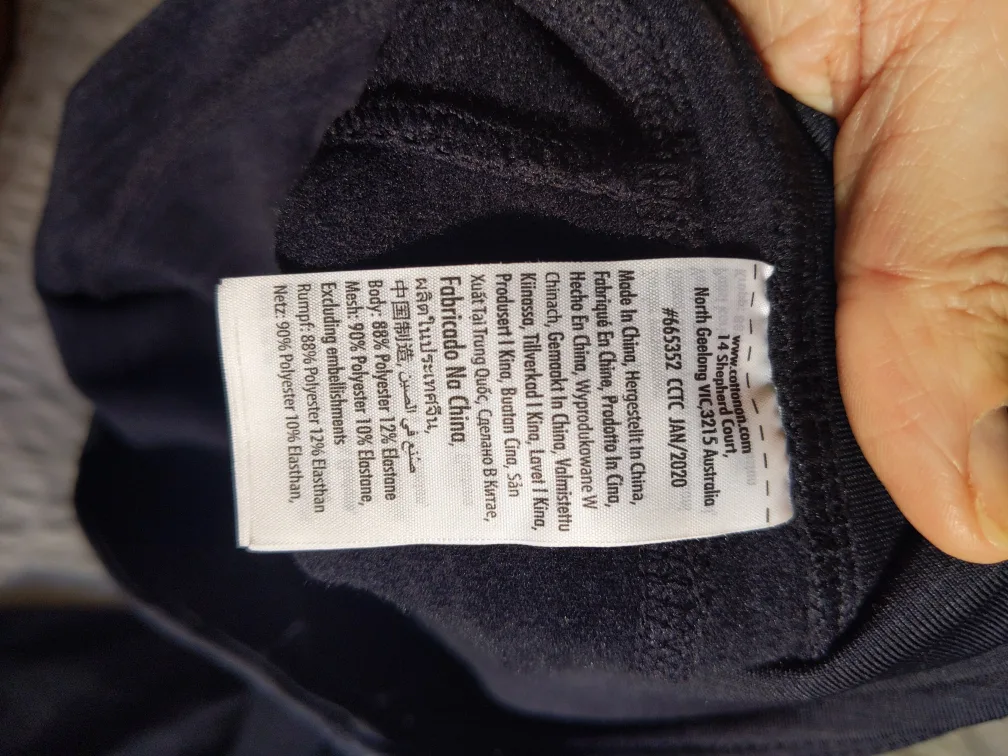 www.cottonon.com
14 Shepherd Court,
North Geelong VIC,3215 Australia
#665352 CCTC JAN/2020
Made In China, Hergestellt In China,
Fabriqué En Chine, Prodotto In Cina,
Hecho En China, Wyprodukowane W
Chinach, Gemaakt In China, Valmistettu
Kiinassa, Tillverkad I Kina, Lavet I Kina,
Produsert I Kina, Buatan Cina, Sản
Xuất Tại Trung Quốc, Сделано В Китае,
Fabricado Na China,
ผลิตในประเทศจีน,
中国制造, صنع في الصين
Body: 88% Polyester 12% Elastane
Mesh: 90% Polyester 10% Elastane,
Excluding embellishments
Rumpf: 88% Polyester 12% Elasthan
Netz: 90% Polyester 10% Elasthan,